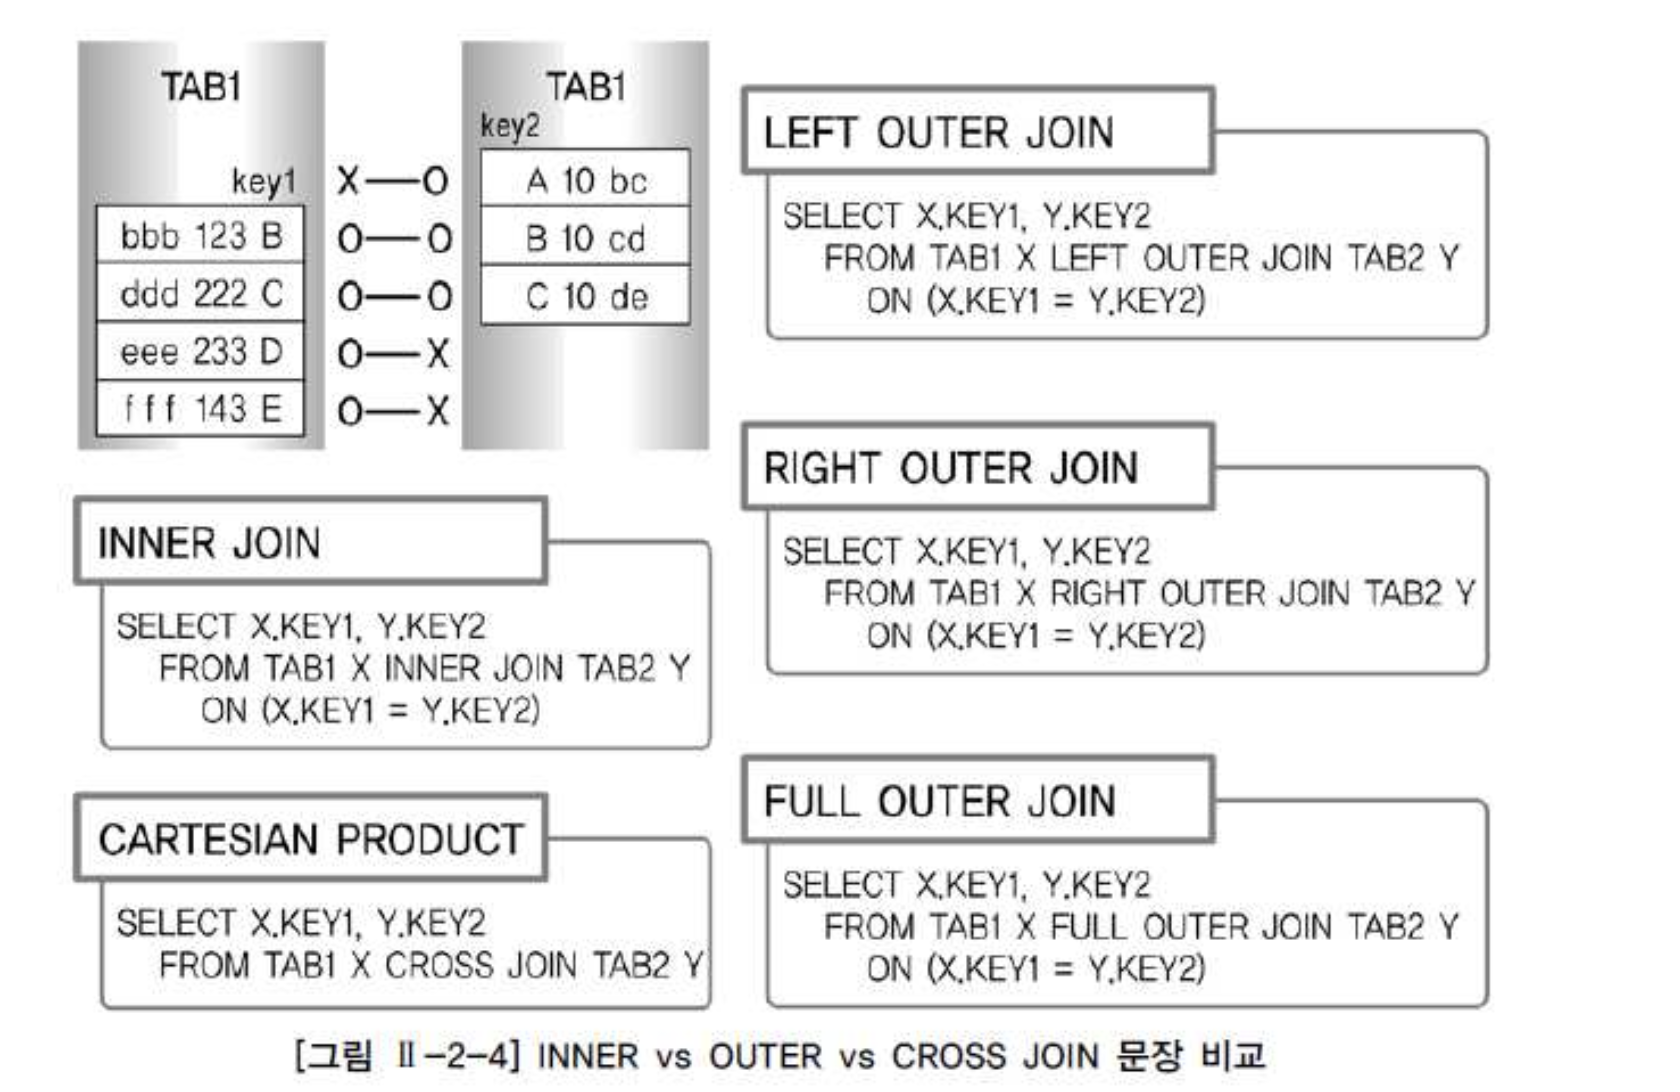 TAB1
key1
bbb 123 B
ddd 222 C
eee 233 D
fff 143 E
X—O
O—O
O—O
O—X
O—X
TAB1
key2
A 10 bc
B 10 cd
C 10 de
INNER JOIN
SELECT X.KEY1, Y.KEY2
FROM TAB1 X INNER JOIN TAB2 Y
ON (X.KEY1 = Y.KEY2)
CARTESIAN PRODUCT
SELECT X.KEY1, Y.KEY2
FROM TAB1 X CROSS JOIN TAB2 Y
LEFT OUTER JOIN
SELECT X.KEY1, Y.KEY2
FROM TAB1 X LEFT OUTER JOIN TAB2 Y
ON (X.KEY1 = Y.KEY2)
RIGHT OUTER JOIN
SELECT X.KEY1, Y.KEY2
FROM TAB1 X RIGHT OUTER JOIN TAB2 Y
ON (X.KEY1 = Y.KEY2)
FULL OUTER JOIN
SELECT X.KEY1, Y.KEY2
FROM TAB1 X FULL OUTER JOIN TAB2 Y
ON (X.KEY1 = Y.KEY2)
[그림 Ⅱ-2-4] INNER vs OUTER vs CROSS JOIN 문장 비교